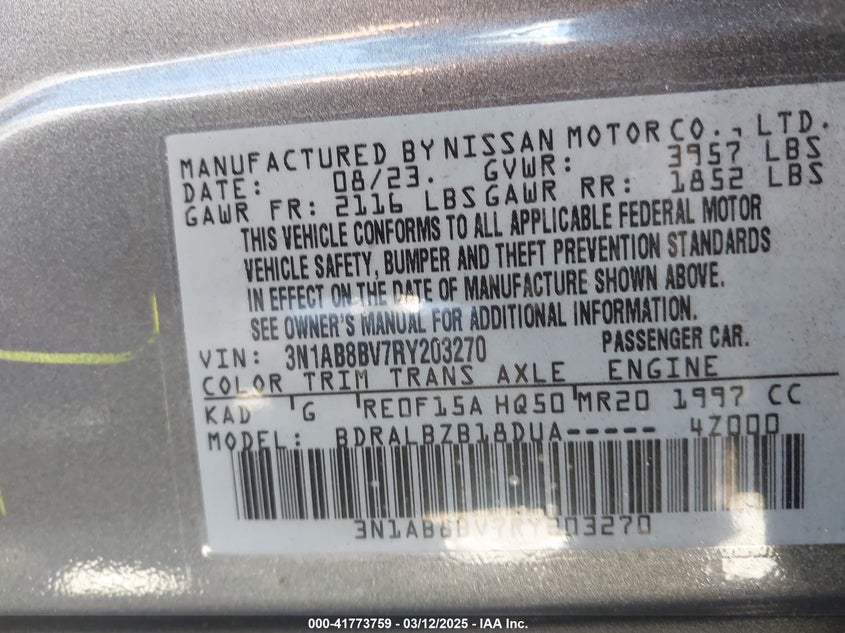 MANUFACTURED BY NISSAN MOTOR CO., LTD.
DATE: 08/23. GVWR: 3957 LBS
GAWR FR: 2116 LBS GAWR RR: 1852 LBS
THIS VEHICLE CONFORMS TO ALL APPLICABLE FEDERAL MOTOR
VEHICLE SAFETY, BUMPER AND THEFT PREVENTION STANDARDS
IN EFFECT ON THE DATE OF MANUFACTURE SHOWN ABOVE.
SEE OWNER'S MANUAL FOR ADDITIONAL INFORMATION.
VIN: 3N1AB8BV7RY203270 PASSENGER CAR.
COLOR TRIM TRANS AXLE ENGINE
KAD G RE0F15A HQ50 MR20 1997 CC
MODEL: BDRALBZB18DUA----- 4Z000
3N1AB8BV7RY203270
000-41773759 - 03/12/2025 - IAA Inc.